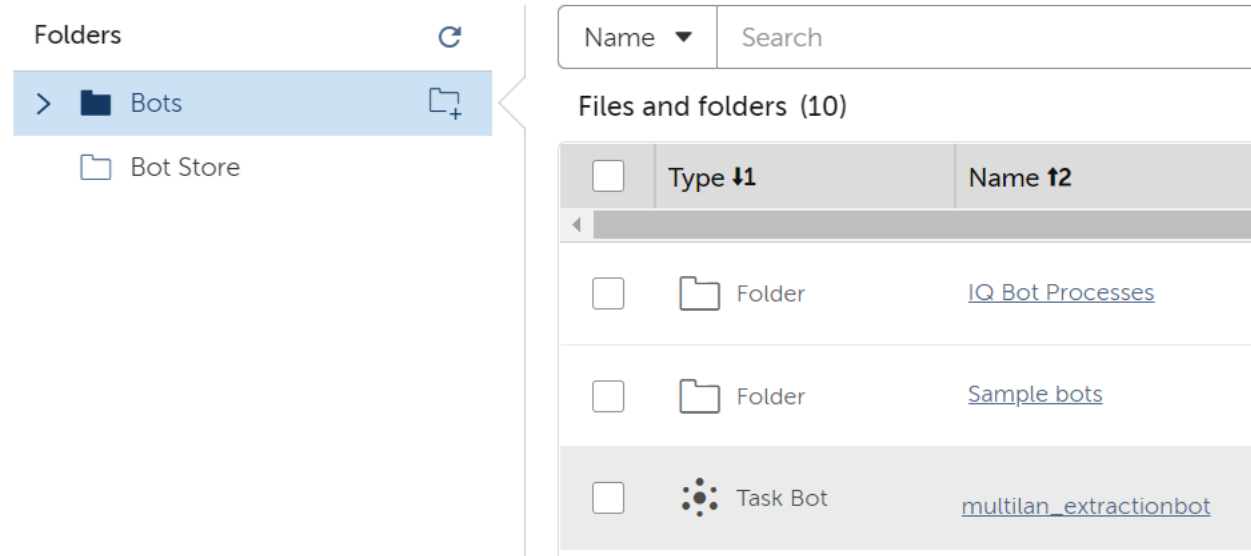 Folders
Bots
Bot Store
Name Search
Files and folders (10)
Type ⬇1 Name ⬆2
Folder IQ Bot Processes
Folder Sample bots
Task Bot multilan_extractionbot